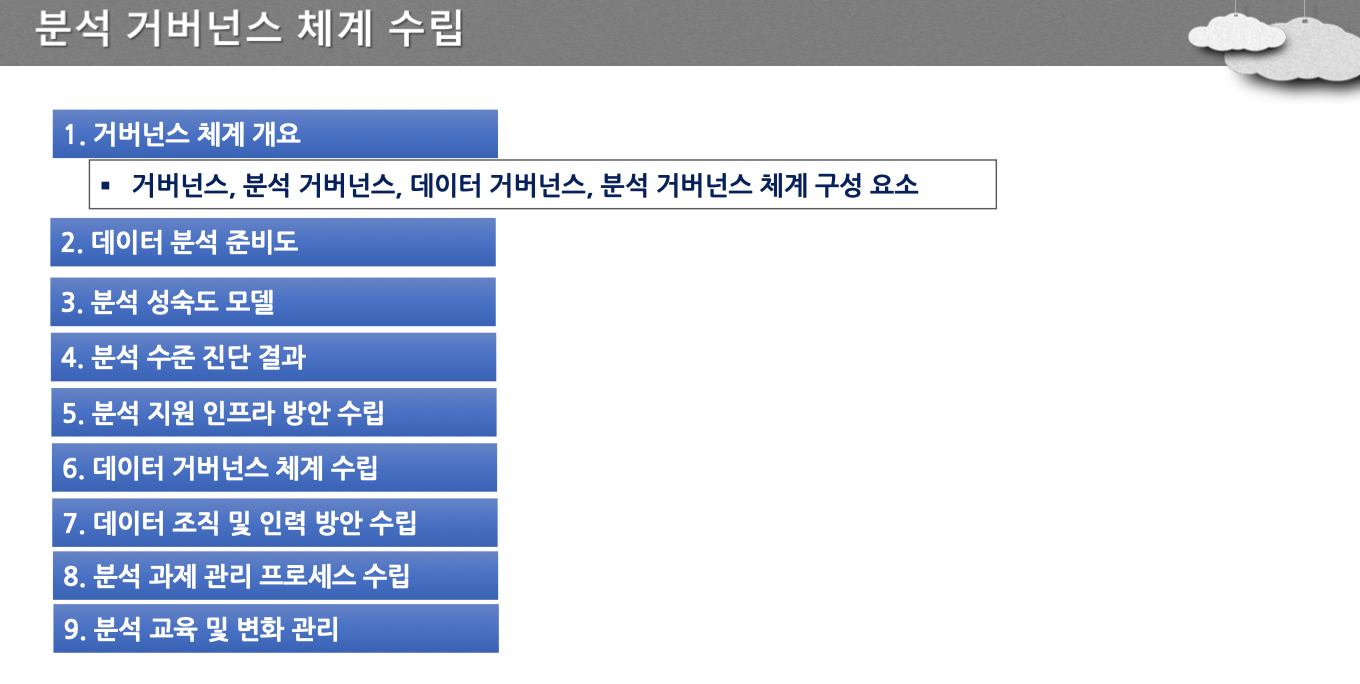 분석 거버넌스 체계 수립
1. 거버넌스 체계 개요
▪ 거버넌스, 분석 거버넌스, 데이터 거버넌스, 분석 거버넌스 체계 구성 요소
2. 데이터 분석 준비도
3. 분석 성숙도 모델
4. 분석 수준 진단 결과
5. 분석 지원 인프라 방안 수립
6. 데이터 거버넌스 체계 수립
7. 데이터 조직 및 인력 방안 수립
8. 분석 과제 관리 프로세스 수립
9. 분석 교육 및 변화 관리